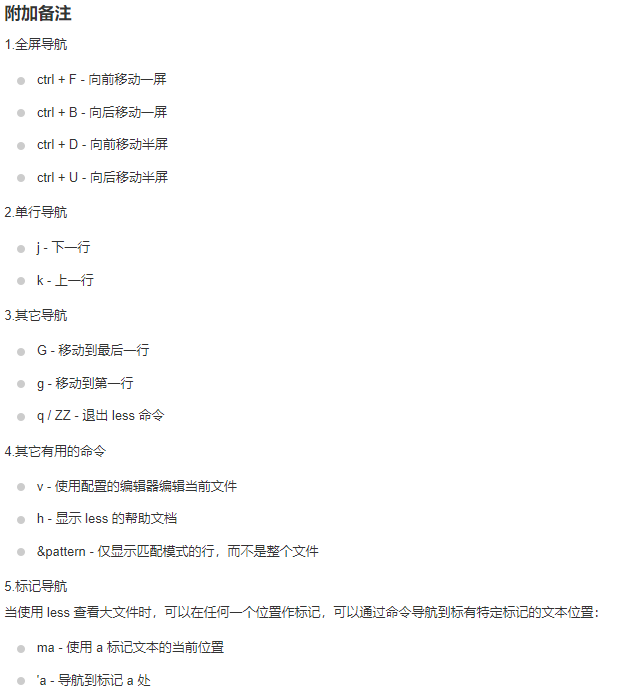 附加备注
1.全屏导航
ctrl + F - 向前移动一屏
ctrl + B - 向后移动一屏
ctrl + D - 向前移动半屏
ctrl + U - 向后移动半屏
2.单行导航
j - 下一行
k - 上一行
3.其它导航
G - 移动到最后一行
g - 移动到第一行
q / ZZ - 退出 less 命令
4.其它有用的命令
v - 使用配置的编辑器编辑当前文件
h - 显示 less 的帮助文档
&pattern - 仅显示匹配模式的行，而不是整个文件
5.标记导航
当使用 less 查看大文件时，可以在任何一个位置作标记，可以通过命令导航到标有特定标记的文本位置：
ma - 使用 a 标记文本的当前位置
'a - 导航到标记 a 处